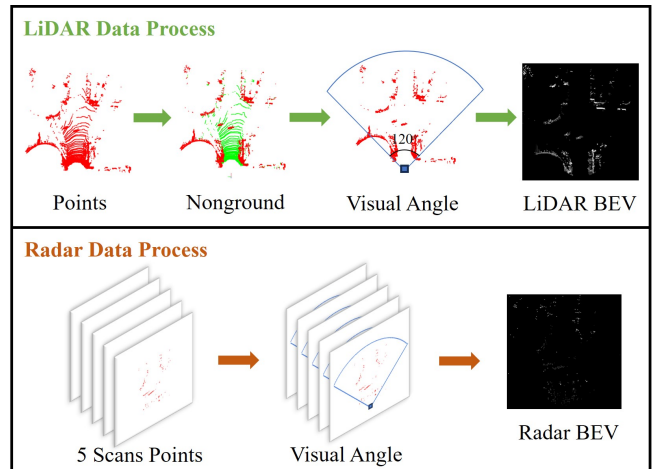 LiDAR Data Process
120°
Points
Nonground
Visual Angle
LiDAR BEV
Radar Data Process
5 Scans Points
Visual Angle
Radar BEV